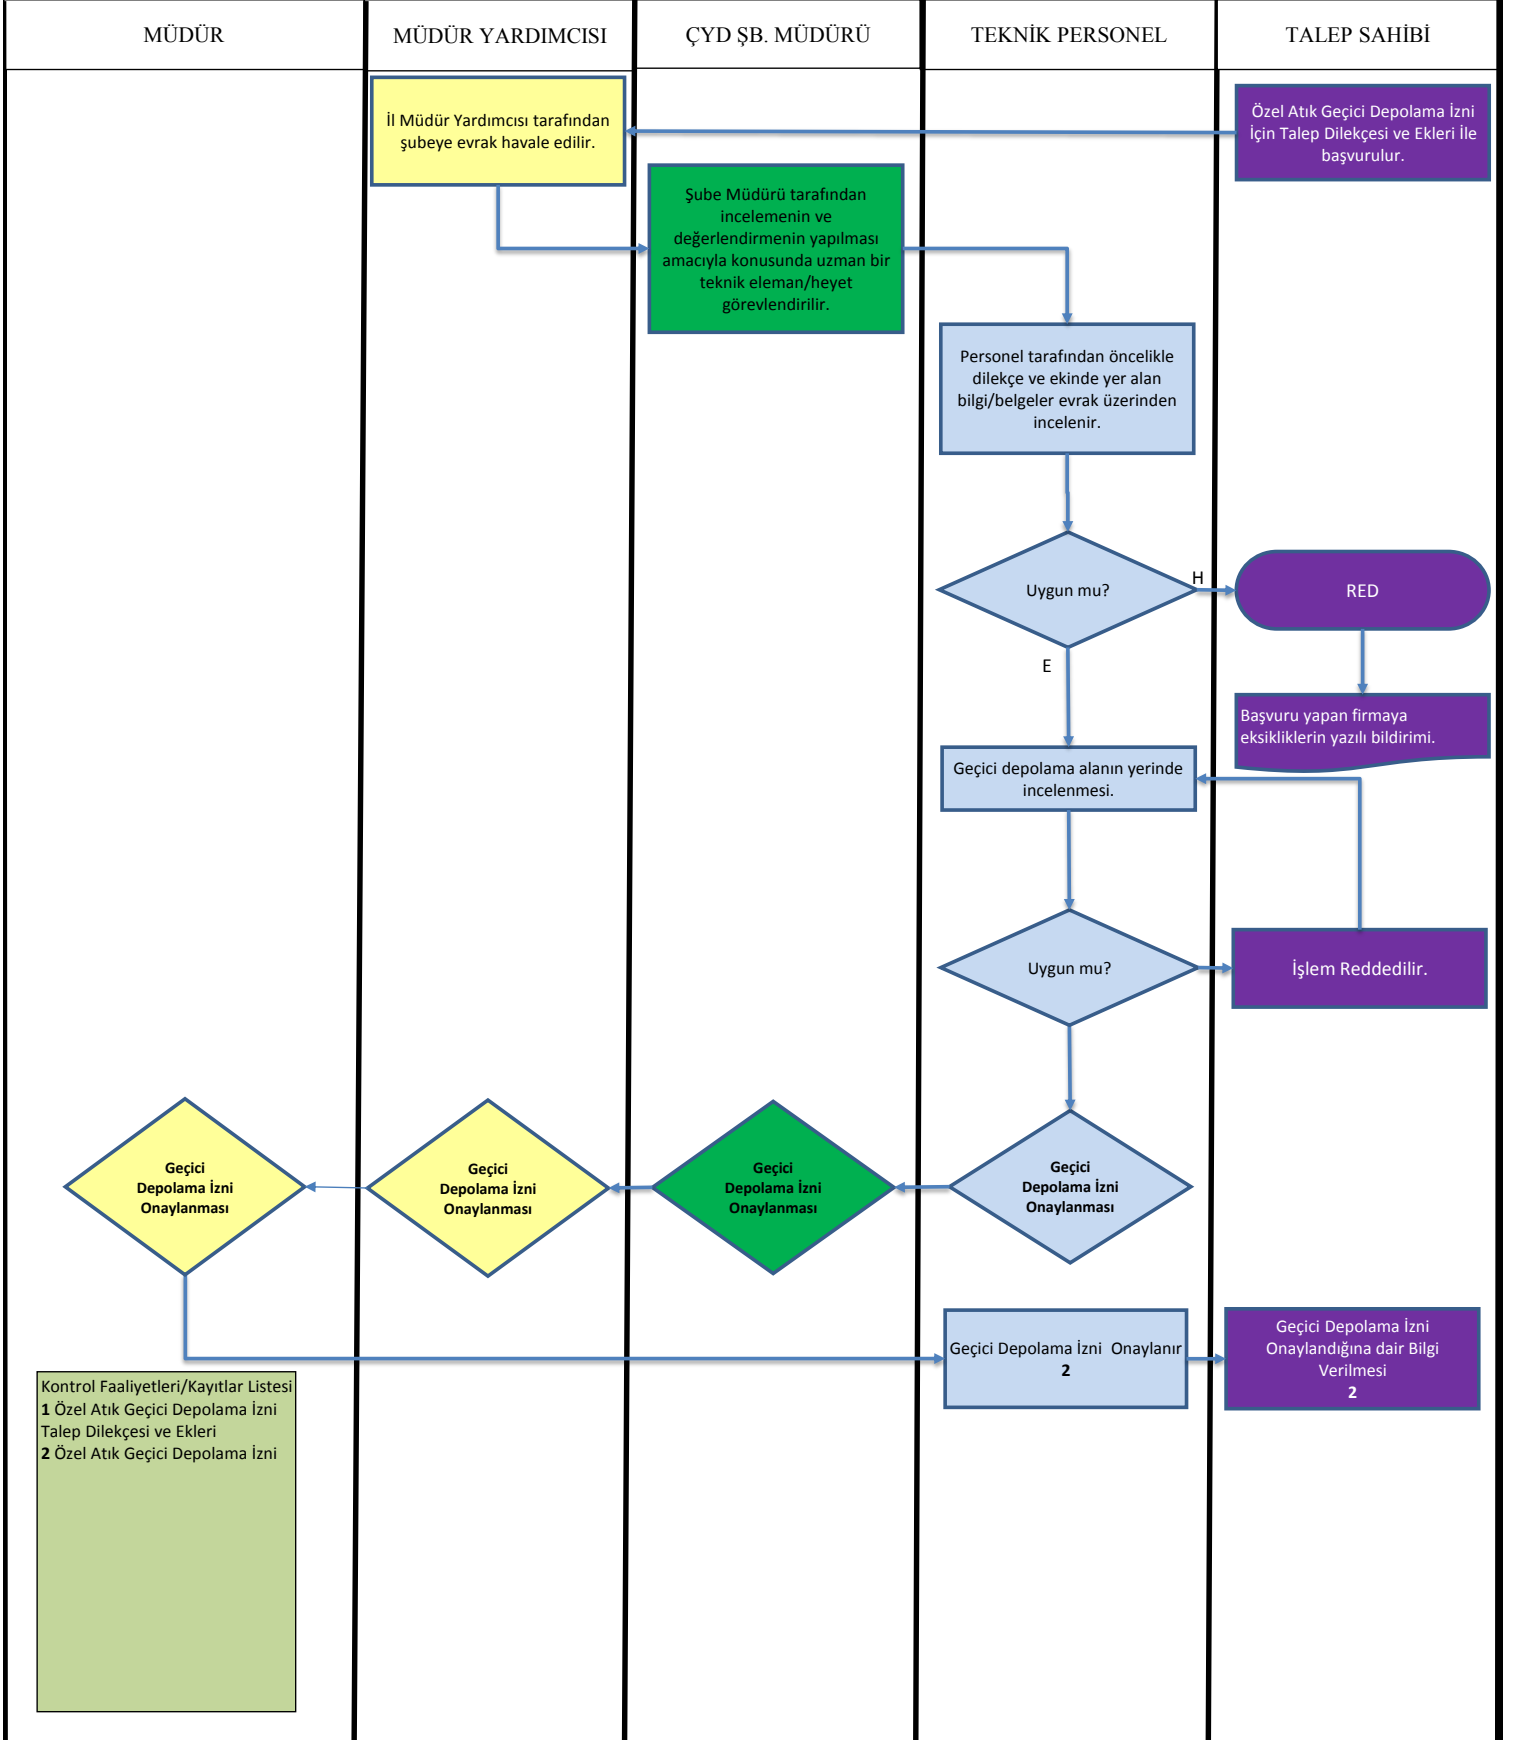 MÜDÜR
MÜDÜR YARDIMCISI
ÇYD ŞB. MÜDÜRÜ
TEKNİK PERSONEL
TALEP SAHİBİ
Özel Atık Geçici Depolama İzni
İçin Talep Dilekçesi ve Ekleri İle
başvurulur.
İl Müdür Yardımcısı tarafından
şubeye evrak havale edilir.
Şube Müdürü tarafından
incelemenin ve
değerlendirmenin yapılması
amacıyla konusunda uzman bir
teknik eleman/heyet
görevlendirilir.
Personel tarafından öncelikle
dilekçe ve ekinde yer alan
bilgi/belgeler evrak üzerinden
incelenir.
Uygun mu?
H
RED
E
Başvuru yapan firmaya
eksikliklerin yazılı bildirimi.
Geçici depolama alanın yerinde
incelenmesi.
Uygun mu?
İşlem Reddedilir.
Geçici
Depolama İzni
Onaylanması
Geçici
Depolama İzni
Onaylanması
Geçici
Depolama İzni
Onaylanması
Geçici
Depolama İzni
Onaylanması
Geçici Depolama İzni  Onaylanır
2
Geçici Depolama İzni
Onaylandığına dair Bilgi
Verilmesi
2
Kontrol Faaliyetleri/Kayıtlar Listesi
1 Özel Atık Geçici Depolama İzni
Talep Dilekçesi ve Ekleri
2 Özel Atık Geçici Depolama İzni